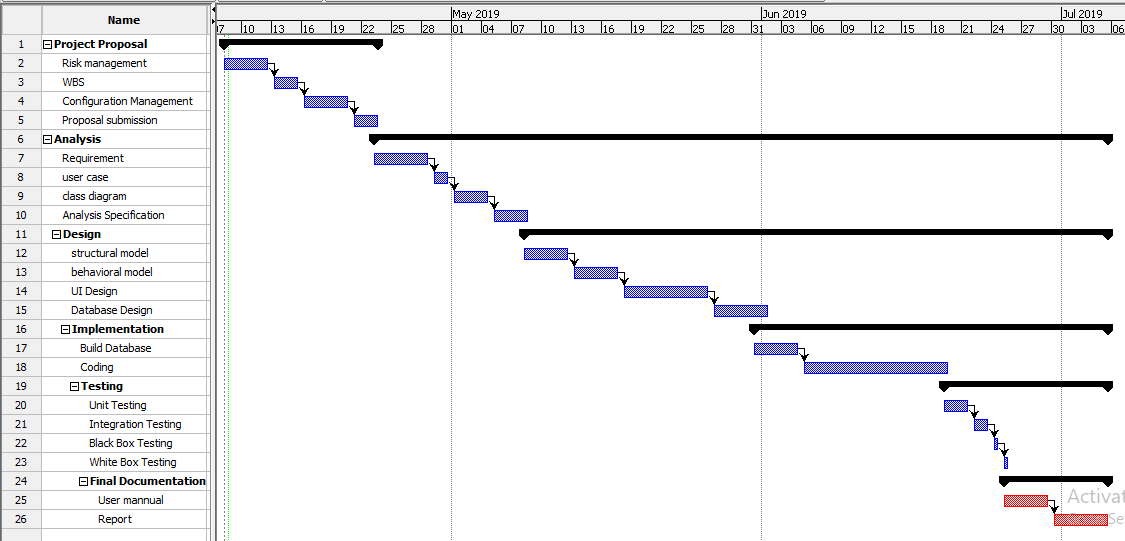 Name
May 2019 Jun 2019 Jul 2019
07 10 13 16 19 22 25 28 01 04 07 10 13 16 19 22 25 28 31 03 06 09 12 15 18 21 24 27 30 03 06
1 Project Proposal
2 Risk management
3 WBS
4 Configuration Management
5 Proposal submission
6 Analysis
7 Requirement
8 user case
9 class diagram
10 Analysis Specification
11 Design
12 structural model
13 behavioral model
14 UI Design
15 Database Design
16 Implementation
17 Build Database
18 Coding
19 Testing
20 Unit Testing
21 Integration Testing
22 Black Box Testing
23 White Box Testing
24 Final Documentation
25 User mannual
Activat
26 Report
Se